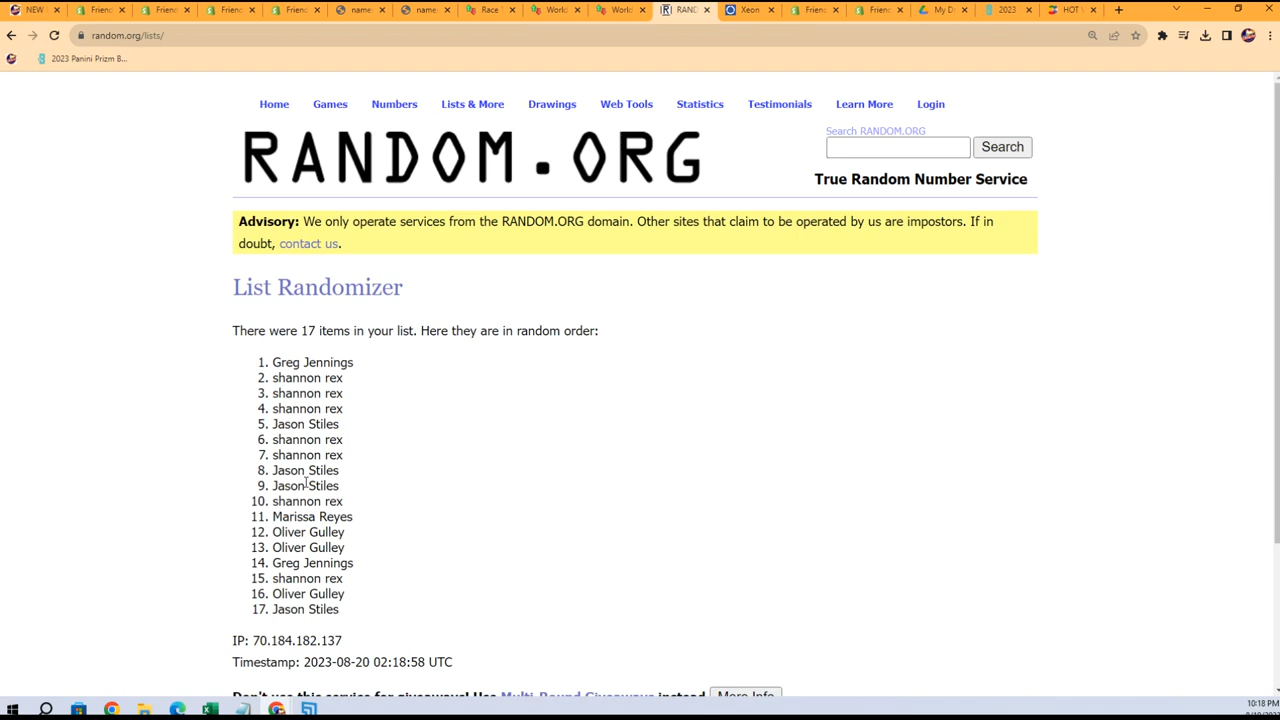 NEW
Friend
Friend
Friend
Friend
name
name
Race
World
World
RAND
Xeon
Friend
Friend
My D
2023
HOT
random.org/lists/
2023 Panini Prizm B...
Home Games Numbers Lists & More Drawings Web Tools Statistics Testimonials Learn More Login
RANDOM.ORG
Search RANDOM.ORG
Search
True Random Number Service
Advisory: We only operate services from the RANDOM.ORG domain. Other sites that claim to be operated by us are impostors. If in
doubt, contact us.
List Randomizer
There were 17 items in your list. Here they are in random order:
1. Greg Jennings
2. shannon rex
3. shannon rex
4. shannon rex
5. Jason Stiles
6. shannon rex
7. shannon rex
8. Jason Stiles
9. Jason Stiles
10. shannon rex
11. Marissa Reyes
12. Oliver Gulley
13. Oliver Gulley
14. Greg Jennings
15. shannon rex
16. Oliver Gulley
17. Jason Stiles
IP: 70.184.182.137
Timestamp: 2023-08-20 02:18:58 UTC
Don't use this service for giveaways! Use Multi-Round Giveaways instead More Info
10:18 PM